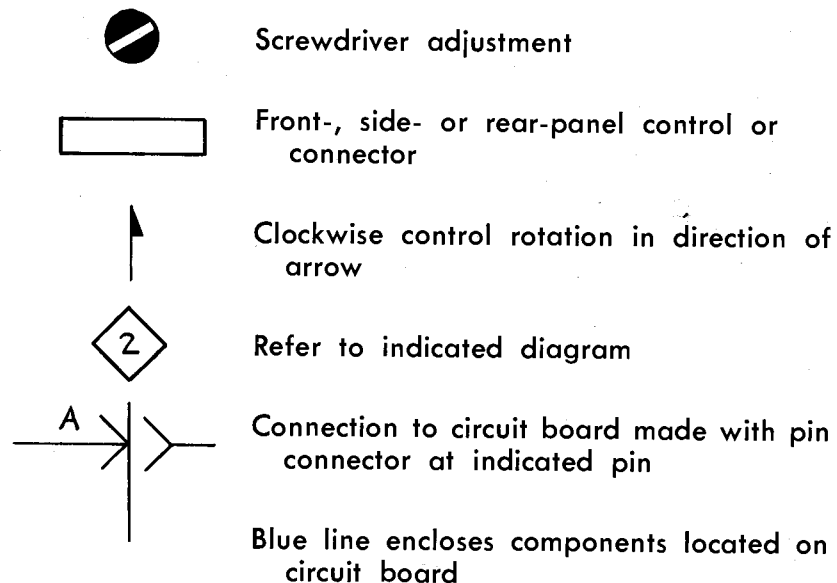 Screwdriver adjustment
Front-, side- or rear-panel control or
connector
Clockwise control rotation in direction of
arrow
2
Refer to indicated diagram
A
Connection to circuit board made with pin
connector at indicated pin
Blue line encloses components located on
circuit board